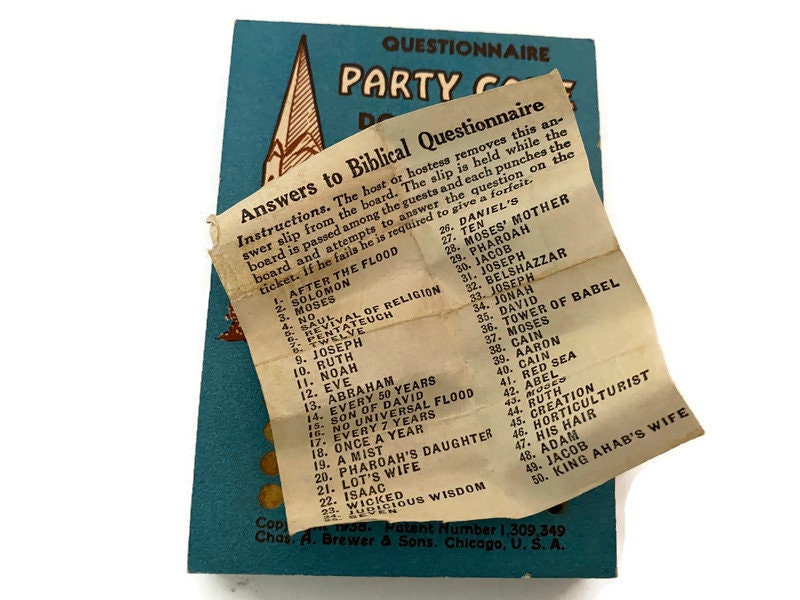 QUESTIONNAIRE
PARTY
Answers to Biblical Questionnaire
Instructions. The host or hostess removes this an-
swer slip from the board. The slip is held while the
board is passed among the guests and each punches the
board and attempts to answer the question on the
ticket. If he fails he is required to give a forfeit.
1. AFTER THE FLOOD
2. SOLOMON
3. MOSES
4. NO
5. SAUL
6. REVIVAL OF RELIGION
7. PENTATEUCH
8. TWELVE
9. JOSEPH
10. RUTH
11. NOAH
12. EVE
13. ABRAHAM
14. EVERY 50 YEARS
15. SON OF DAVID
16. NO UNIVERSAL FLOOD
17. EVERY 7 YEARS
18. ONCE A YEAR
19. A MIST
20. PHAROAH'S DAUGHTER
21. LOT'S WIFE
22. ISAAC
23. WICKED
24. JUDICIOUS WISDOM
25. SEVEN
26. DANIEL'S
27. TEN
28. MOSES' MOTHER
29. PHAROAH
30. JACOB
31. JOSEPH
32. BELSHAZZAR
33. JOSEPH
34. JONAH
35. DAVID
36. TOWER OF BABEL
37. MOSES
38. CAIN
39. AARON
40. CAIN
41. RED SEA
42. ABEL
43. MOSES
44. RUTH
45. CREATION
46. HORTICULTURIST
47. HIS HAIR
48. ADAM
49. JACOB
50. KING AHAB'S WIFE
Patent Number 1,309,349
Chas. A. Brewer & Sons. Chicago, U. S. A.